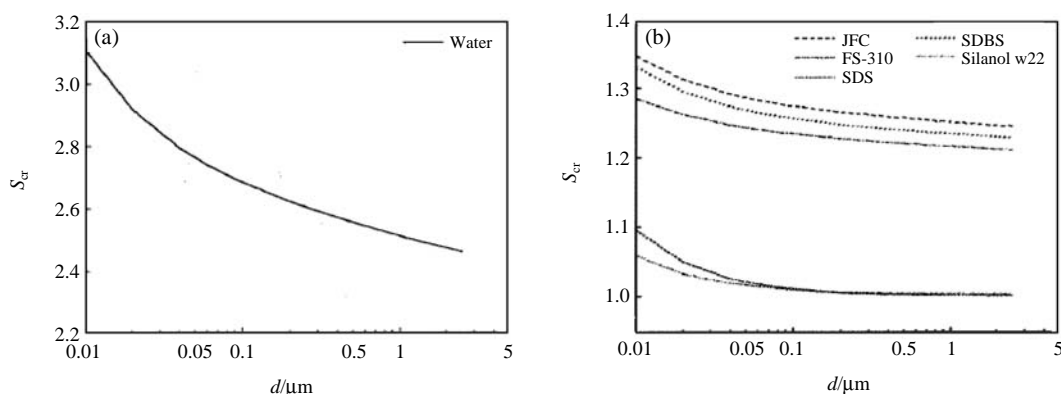 (a)
Water
3.2
3.0
2.8
2.6
2.4
2.2
S_cr
0.01 0.05 0.1 0.5 1 5
d/μm
(b)
JFC SDBS
FS-310 Silanol w22
SDS
1.4
1.3
1.2
1.1
1.0
S_cr
0.01 0.05 0.1 0.5 1 5
d/μm